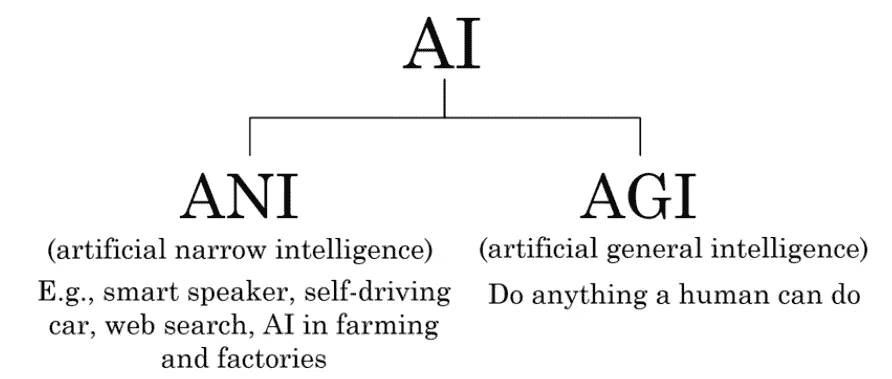 AI
ANI
(artificial narrow intelligence)
E.g., smart speaker, self-driving
car, web search, AI in farming
and factories
AGI
(artificial general intelligence)
Do anything a human can do